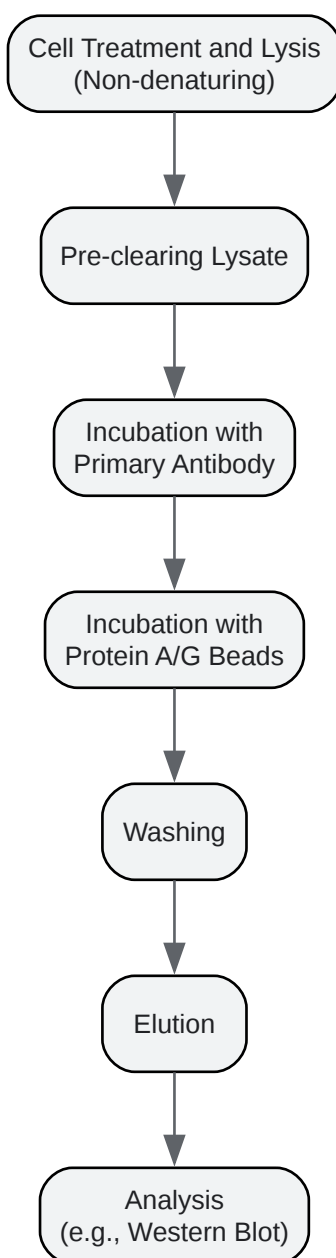 Cell Treatment and Lysis
(Non-denaturing)
Pre-clearing Lysate
Incubation with
Primary Antibody
Incubation with
Protein A/G Beads
Washing
Elution
Analysis
(e.g., Western Blot)